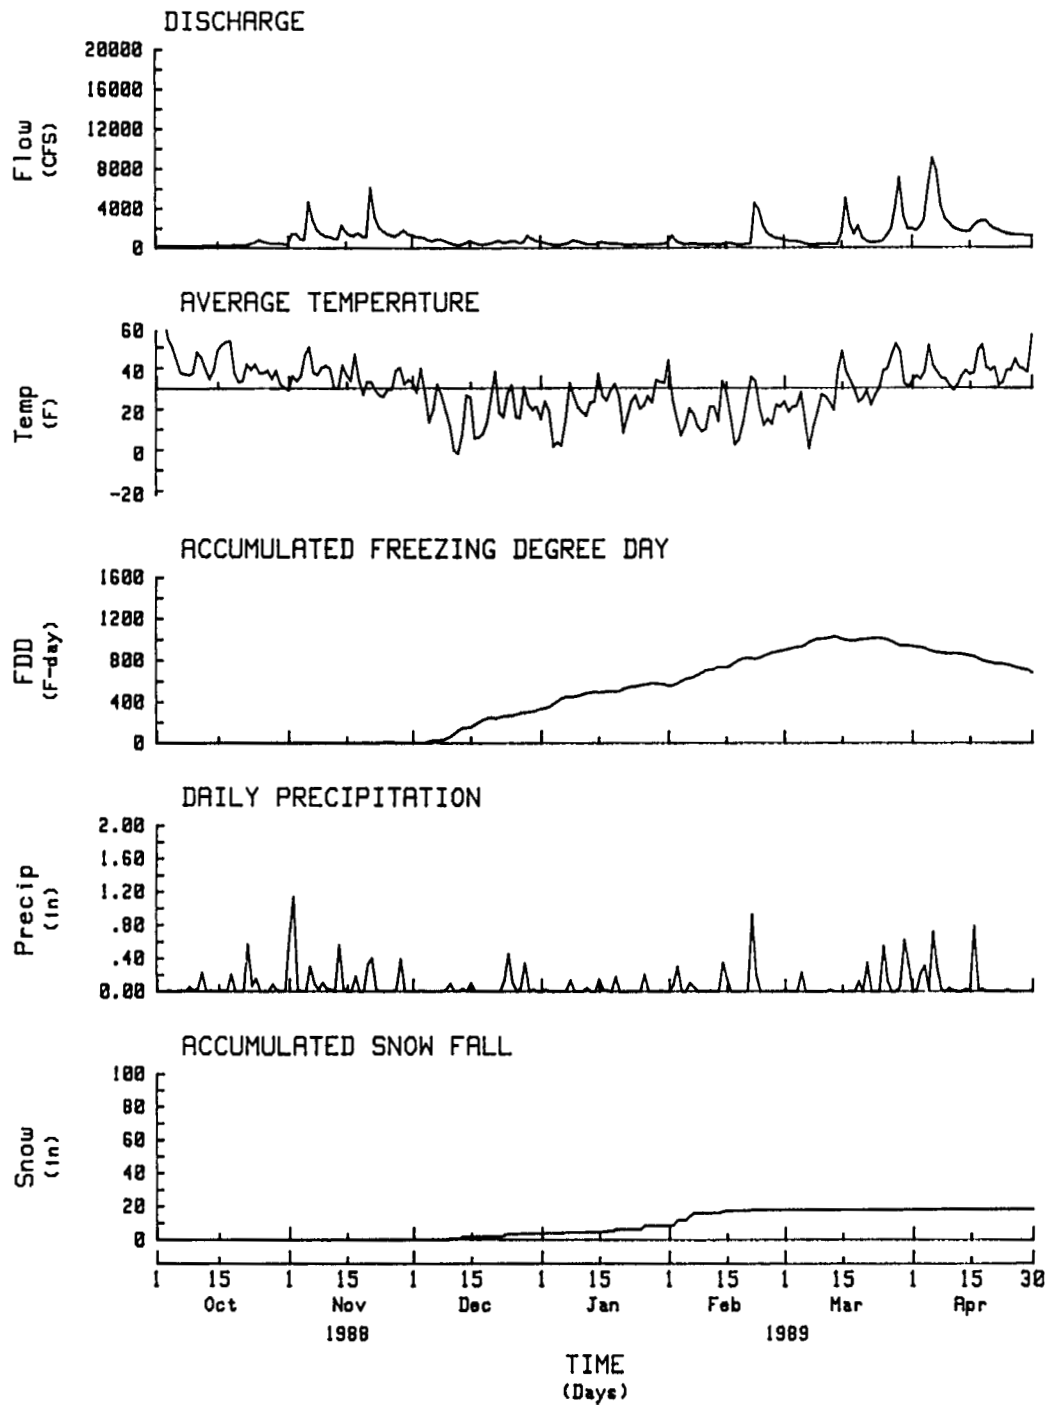 DISCHARGE
20000
16000
12000
8000
4000
0
Flow
(CFS)
AVERAGE TEMPERATURE
60
40
20
0
-20
Temp
(F)
ACCUMULATED FREEZING DEGREE DAY
1600
1200
800
400
0
FDD
(F-day)
DAILY PRECIPITATION
2.00
1.60
1.20
.80
.40
0.00
Precip
(in)
ACCUMULATED SNOW FALL
100
80
60
40
20
0
Snow
(in)
1 15 1 15 1 15 1 15 1 15 1 15 1 15 30
Oct Nov Dec Jan Feb Mar Apr
1988 1989
TIME
(Days)